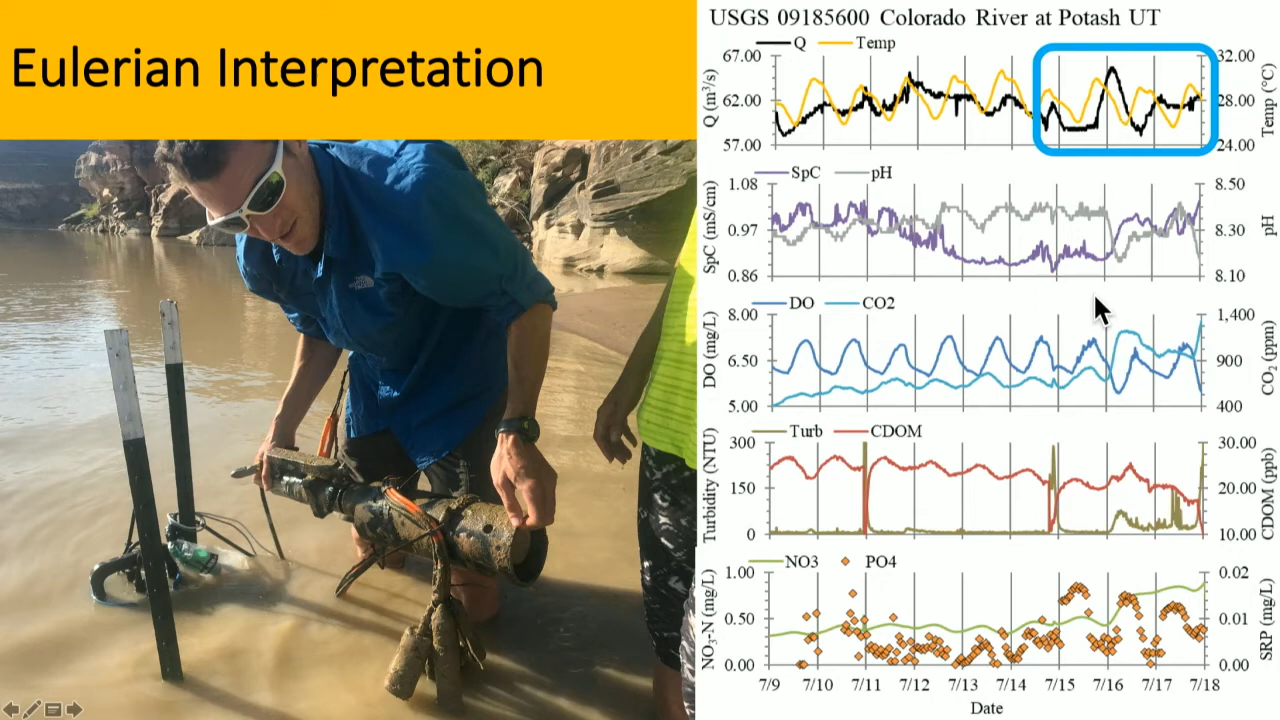 Eulerian Interpretation
USGS 09185600 Colorado River at Potash UT
Q Temp
67.00
62.00
57.00
Q (m³/s)
32.00
28.00
24.00
Temp (°C)
SpC pH
1.08
0.97
0.86
SpC (mS/cm)
8.50
8.30
8.10
pH
DO CO2
8.00
6.50
5.00
DO (mg/L)
1,400
900
400
CO₂ (ppm)
Turb CDOM
300
150
0
Turbidity (NTU)
30.00
20.00
10.00
CDOM (ppb)
NO3 PO4
1.00
0.50
0.00
NO₃-N (mg/L)
0.02
0.01
0.00
SRP (mg/L)
7/9 7/10 7/11 7/12 7/13 7/14 7/15 7/16 7/17 7/18
Date